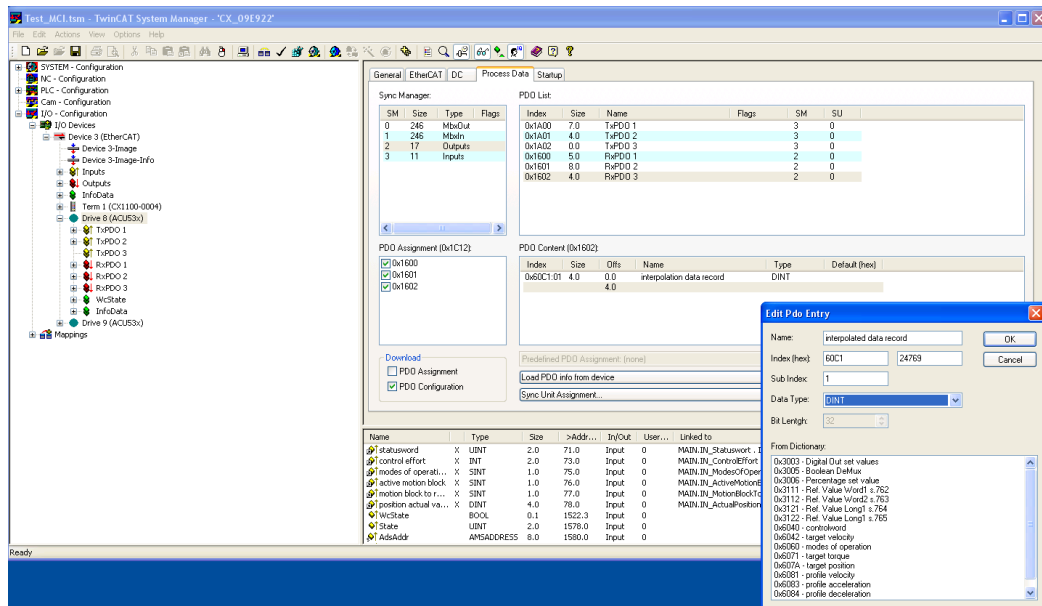 Test_MCI.tsm - TwinCAT System Manager - 'CX_09E922'
File Edit Actions View Options Help
SYSTEM - Configuration
NC - Configuration
PLC - Configuration
Cam - Configuration
I/O - Configuration
I/O Devices
Device 3 (EtherCAT)
Device 3-Image
Device 3-Image-Info
Inputs
Outputs
InfoData
Term 1 (CX1100-0004)
Drive 8 (ACU53x)
TxPDO 1
TxPDO 2
TxPDO 3
RxPDO 1
RxPDO 2
RxPDO 3
WcState
InfoData
Drive 9 (ACU53x)
Mappings
General EtherCAT DC Process Data Startup
Sync Manager:
SM Size Type Flags
0 246 MbxOut
1 246 MbxIn
2 17 Outputs
3 11 Inputs
PDO List:
Index Size Name Flags SM SU
0x1A00 7.0 TxPDO 1 3 0
0x1A01 4.0 TxPDO 2 3 0
0x1A02 0.0 TxPDO 3 3 0
0x1600 5.0 RxPDO 1 2 0
0x1601 8.0 RxPDO 2 2 0
0x1602 4.0 RxPDO 3 2 0
PDO Assignment (0x1C12):
0x1600
0x1601
0x1602
PDO Content (0x1602):
Index Size Offs Name Type Default (hex)
0x60C1:01 4.0 0.0 interpolation data record DINT
4.0
Download
PDO Assignment
PDO Configuration
Predefined PDO Assignment: (none)
Load PDO info from device
Sync Unit Assignment...
Name Type Size >Addr... In/Out User... Linked to
statusword X UINT 2.0 71.0 Input 0 MAIN.IN_Statuswort . I
control effort X INT 2.0 73.0 Input 0 MAIN.IN_ControlEffort
modes of operati... X SINT 1.0 75.0 Input 0 MAIN.IN_ModesOfOper
active motion block X SINT 1.0 76.0 Input 0 MAIN.IN_ActiveMotionB
motion block to r... X SINT 1.0 77.0 Input 0 MAIN.IN_MotionBlockTo
position actual va... X DINT 4.0 78.0 Input 0 MAIN.IN_ActualPosition
WcState BOOL 0.1 1522.3 Input 0
State UINT 2.0 1578.0 Input 0
AdsAddr AMSADDRESS 8.0 1580.0 Input 0
Ready
Edit Pdo Entry
Name: interpolated data record OK
Index (hex): 60C1 24769 Cancel
Sub Index: 1
Data Type: DINT
Bit Lentgh: 32
From Dictionary:
0x3003 - Digital Out set values
0x3005 - Boolean DeMux
0x3006 - Percentage set value
0x3111 - Ref. Value Word1 s.762
0x3112 - Ref. Value Word2 s.763
0x3121 - Ref. Value Long1 s.764
0x3122 - Ref. Value Long1 s.765
0x6040 - controlword
0x6042 - target velocity
0x6060 - modes of operation
0x6071 - target torque
0x607A - target position
0x6081 - profile velocity
0x6083 - profile acceleration
0x6084 - profile deceleration